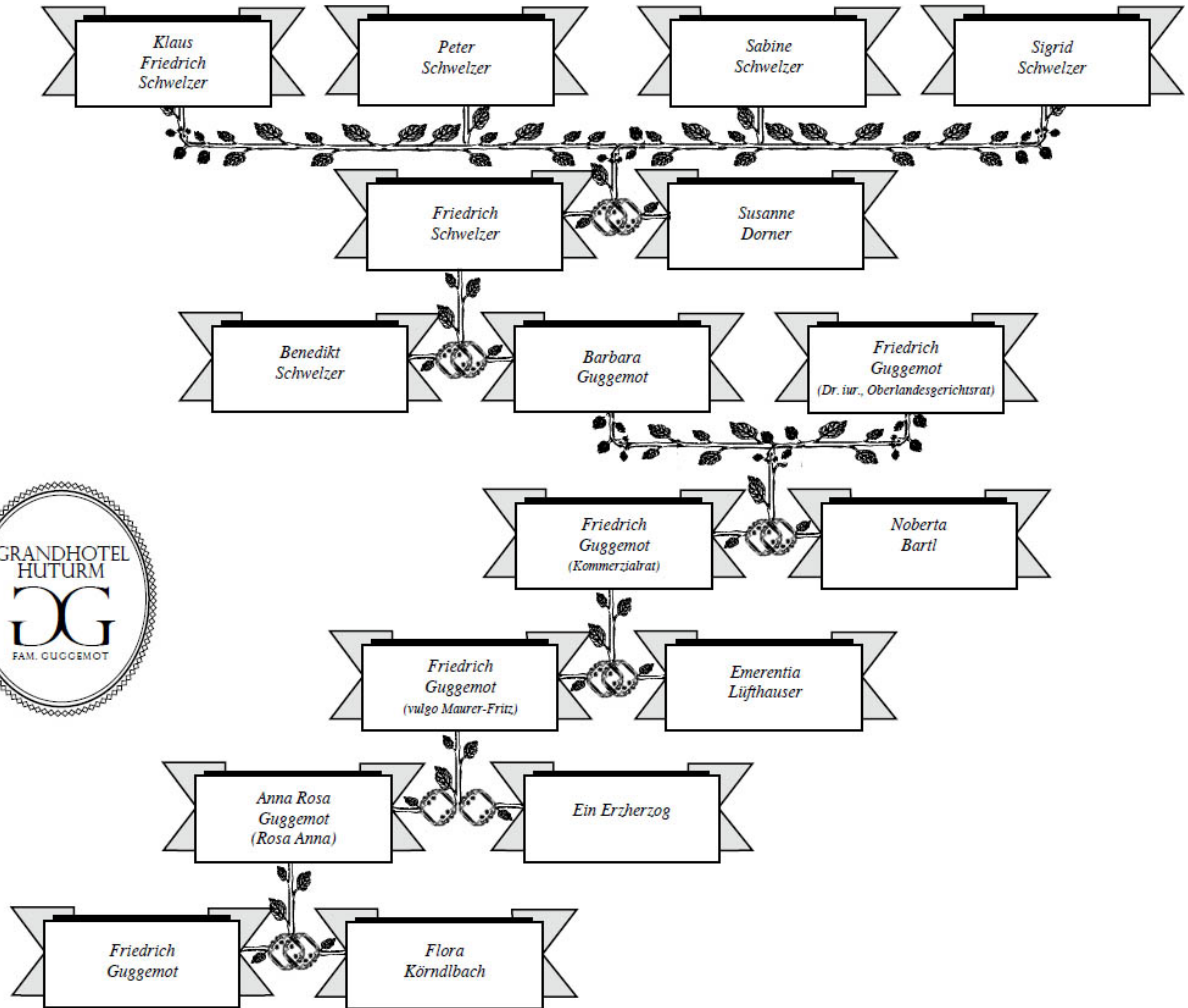 Klaus
Friedrich
Schwelzer
Peter
Schwelzer
Sabine
Schwelzer
Sigrid
Schwelzer
Friedrich
Schwelzer
Susanne
Dorner
Benedikt
Schwelzer
Barbara
Guggemot
Friedrich
Guggemot
(Dr. iur., Oberlandesgerichtsrat)
Friedrich
Guggemot
(Kommerzialrat)
Noberta
Bartl
GRANDHOTEL
HUTURM
GG
FAM. GUGGEMOT
Friedrich
Guggemot
(vulgo Maurer-Fritz)
Emerentia
Lüfthauser
Anna Rosa
Guggemot
(Rosa Anna)
Ein Erzherzog
Friedrich
Guggemot
Flora
Körndlbach